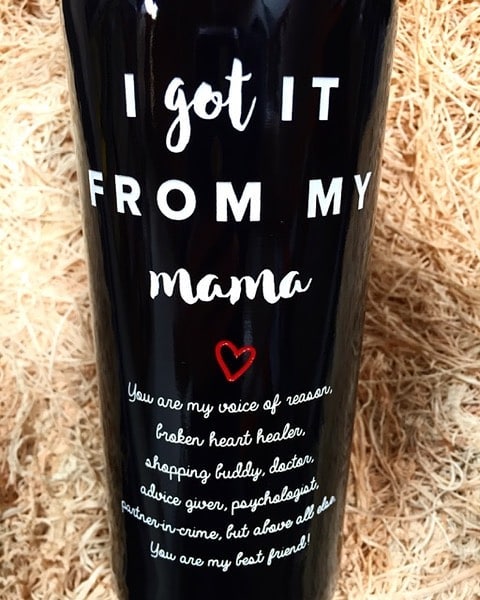 I got IT
FROM MY
mama
You are my voice of reason,
broken heart healer,
shopping buddy, doctor,
advice giver, psychologist,
partner-in-crime, but above all else,
You are my best friend!